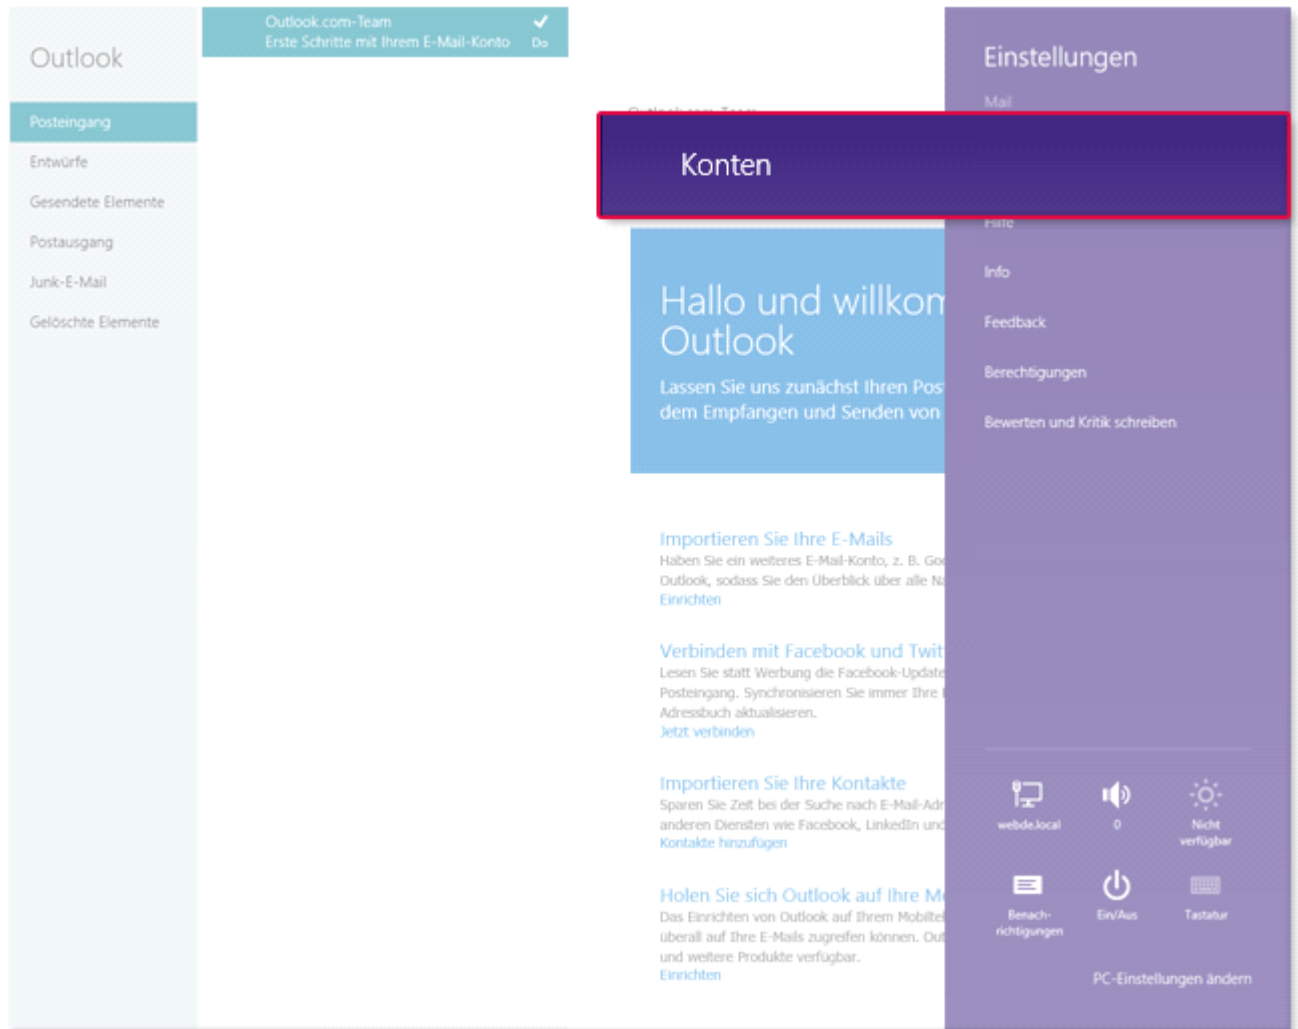 Outlook
Posteingang
Entwürfe
Gesendete Elemente
Postausgang
Junk-E-Mail
Gelöschte Elemente
Outlook.com-Team
Erste Schritte mit Ihrem E-Mail-Konto Do
Outlook.com-Team
Hallo und willkom
Outlook
Lassen Sie uns zunächst Ihren Pos
dem Empfangen und Senden von
Importieren Sie Ihre E-Mails
Haben Sie ein weiteres E-Mail-Konto, z. B. Goo
Outlook, sodass Sie den Überblick über alle Na
Einrichten
Verbinden mit Facebook und Twit
Lesen Sie statt Werbung die Facebook-Update
Posteingang. Synchronisieren Sie immer Ihre
Adressbuch aktualisieren.
Jetzt verbinden
Importieren Sie Ihre Kontakte
Sparen Sie Zeit bei der Suche nach E-Mail-Adr
anderen Diensten wie Facebook, LinkedIn und
Kontakte hinzufügen
Holen Sie sich Outlook auf Ihre Mo
Das Einrichten von Outlook auf Ihrem Mobiltel
überall auf Ihre E-Mails zugreifen können. Out
und weitere Produkte verfügbar.
Einrichten
Einstellungen
Mail
Konten
Hilfe
Info
Feedback
Berechtigungen
Bewerten und Kritik schreiben
webde.local
0
Nicht
verfügbar
Benach-
richtigungen
Ein/Aus
Tastatur
PC-Einstellungen ändern